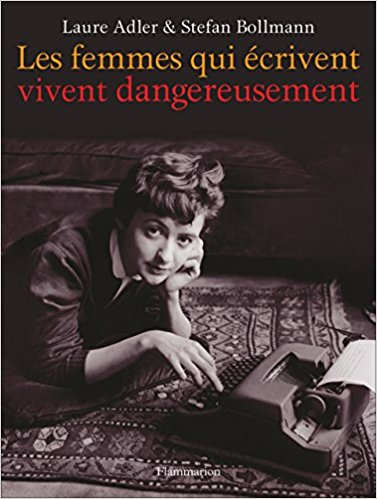 Laure Adler & Stefan Bollmann
Les femmes qui écrivent
vivent dangereusement
Flammarion